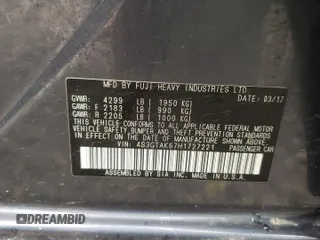 MFD BY FUJI HEAVY INDUSTRIES LTD.
GVWR: 4299 LB ( 1950 KG) DATE: 03/17
GAWR: F 2183 LB ( 990 KG)
GAWR: R 2205 LB ( 1000 KG)
THIS VEHICLE CONFORMS TO ALL APPLICABLE FEDERAL MOTOR VEHICLE
SAFETY, BUMPER, AND THEFT PREVENTION STANDARDS
IN EFFECT ON THE DATE OF MANUFACTURE SHOWN ABOVE.
VIN: 4S3GTAK67H1727221 PASSENGER CAR
ASSEMBLED BY SIA INC. MADE IN U.S.A.
DREAMBID